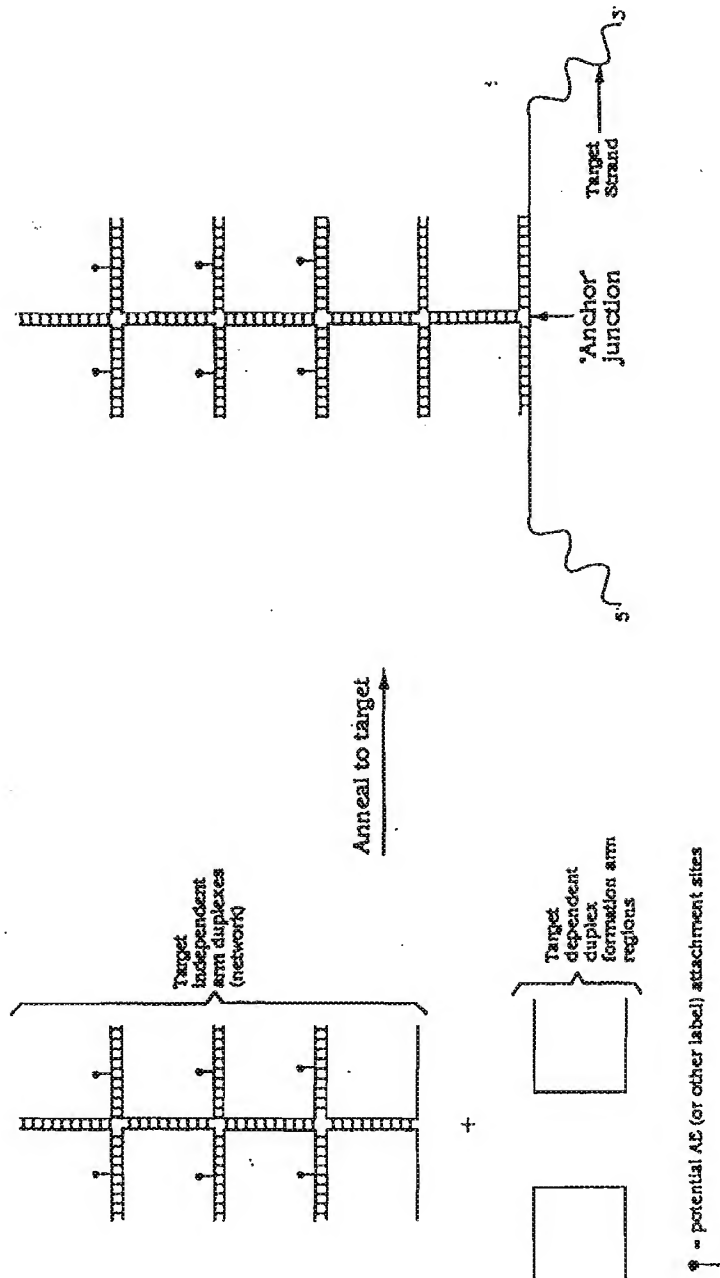 Target
independent
arm duplexes
(network)
+
Target
dependent
duplex
formation arm
regions
= potential AE (or other label) attachment sites
Anneal to target
5'
"Anchor"
junction
Target
Strand
3'